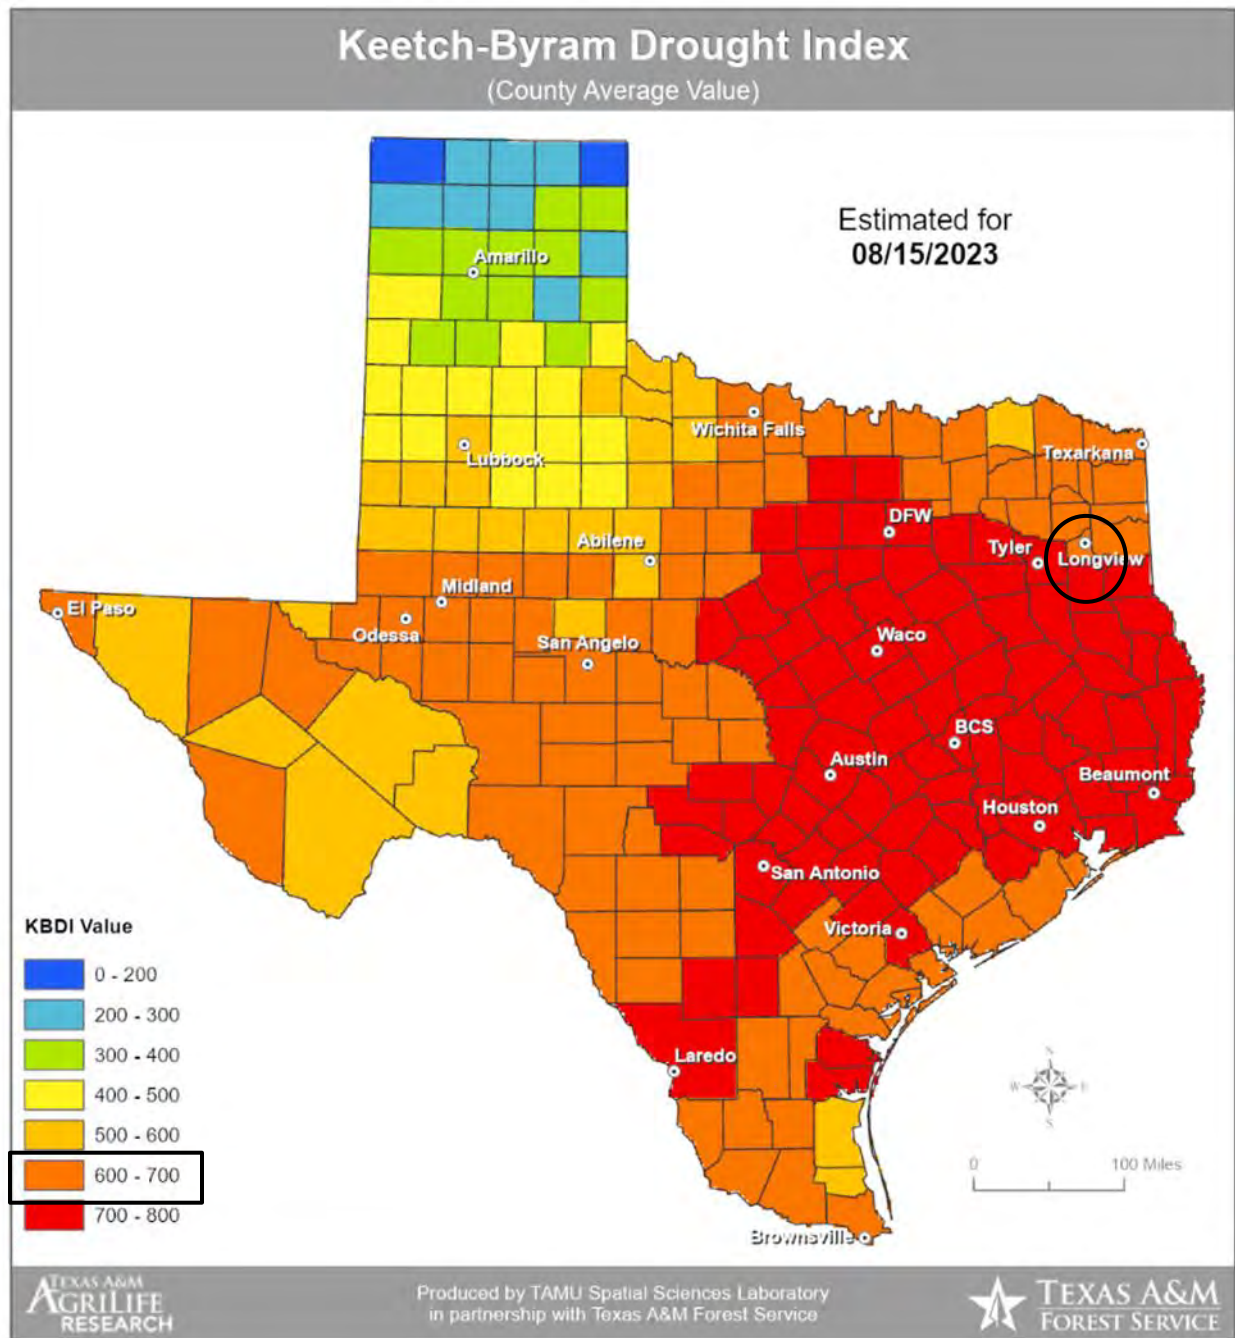 Keetch-Byram Drought Index
(County Average Value)
Estimated for
08/15/2023
Amarillo
Wichita Falls
Lubbock
Texarkana
DFW
Abilene
Tyler
Longview
Midland
El Paso
Odessa
San Angelo
Waco
BCS
Austin
Beaumont
Houston
San Antonio
Victoria
Laredo
Brownsville
KBDI Value
0 - 200
200 - 300
300 - 400
400 - 500
500 - 600
600 - 700
700 - 800
S
W
E
S
0 100 Miles
TEXAS A&M
AGRILIFE
RESEARCH
Produced by TAMU Spatial Sciences Laboratory
in partnership with Texas A&M Forest Service
TEXAS A&M
FOREST SERVICE